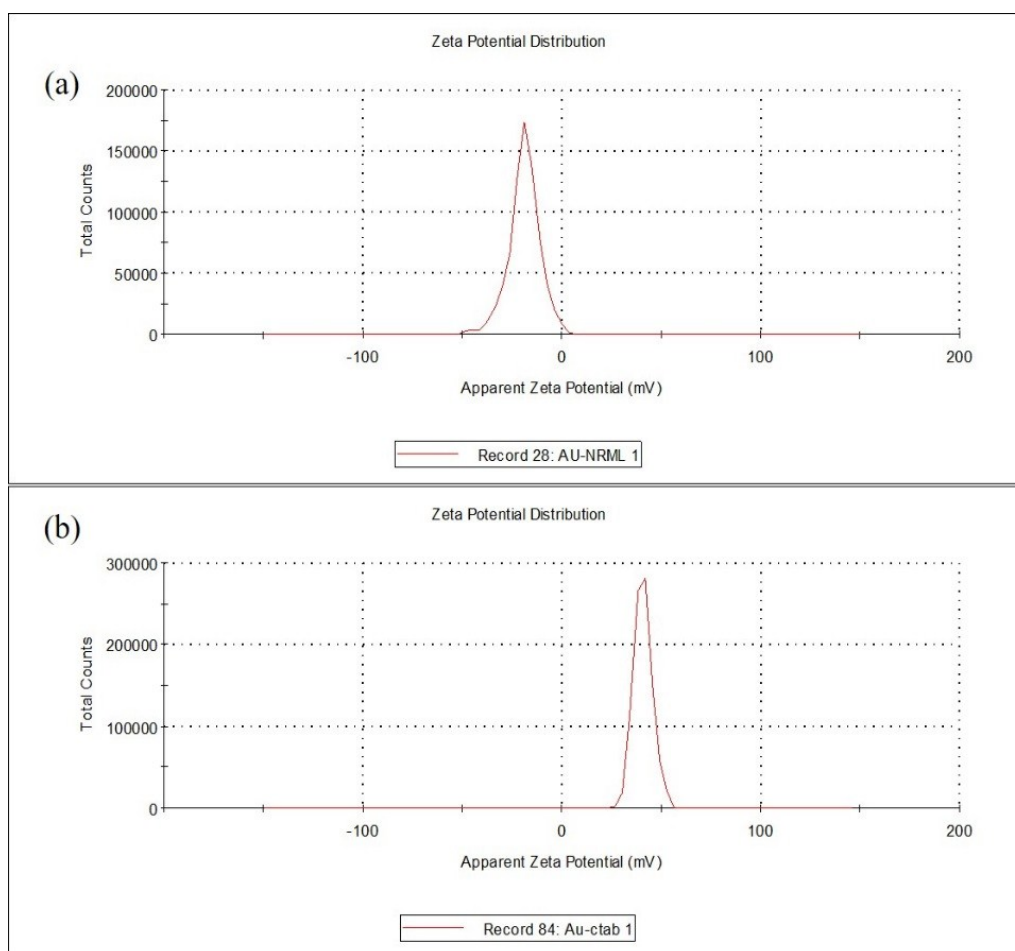 Zeta Potential Distribution
(a)
200000
150000
100000
50000
0
Total Counts
-100 0 100 200
Apparent Zeta Potential (mV)
Record 28: AU-NRML 1
Zeta Potential Distribution
(b)
300000
200000
100000
0
Total Counts
-100 0 100 200
Apparent Zeta Potential (mV)
Record 84: Au-ctab 1